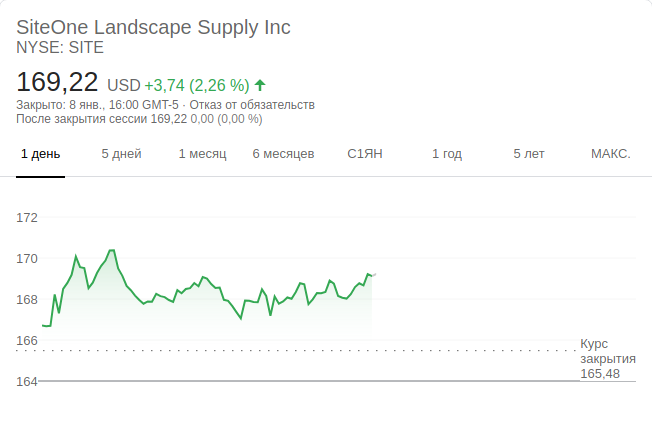 SiteOne Landscape Supply Inc
NYSE: SITE
169,22 USD +3,74 (2,26 %)
Закрыто: 8 янв., 16:00 GMT-5 · Отказ от обязательств
После закрытия сессии 169,22 0,00 (0,00 %)
1 день 5 дней 1 месяц 6 месяцев С1ЯН 1 год 5 лет МАКС.
172
170
168
166
Курс
закрытия
165,48
164